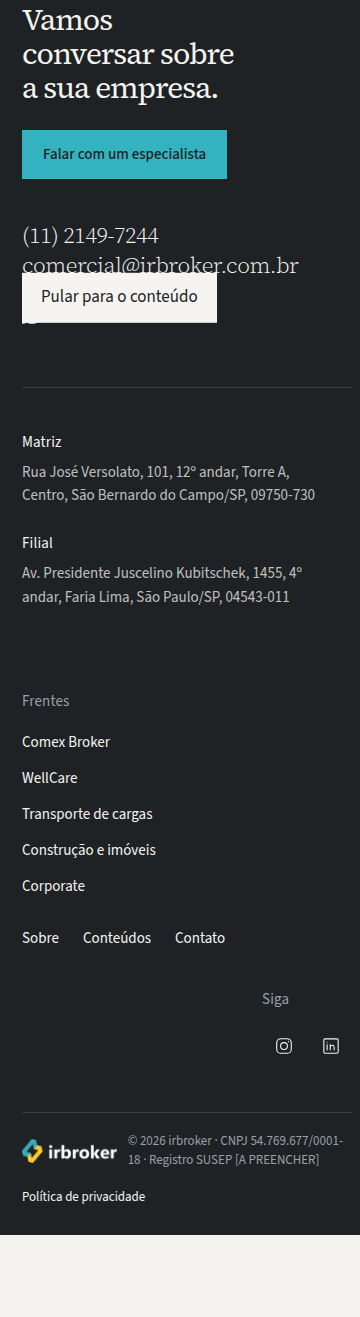 Vamos
conversar sobre
a sua empresa.
Falar com um especialista
(11) 2149-7244
comercial@irbroker.com.br
Pular para o conteúdo
Matriz
Rua José Versolato, 101, 12º andar, Torre A,
Centro, São Bernardo do Campo/SP, 09750-730
Filial
Av. Presidente Juscelino Kubitschek, 1455, 4º
andar, Faria Lima, São Paulo/SP, 04543-011
Frentes
Comex Broker
WellCare
Transporte de cargas
Construção e imóveis
Corporate
Sobre Conteúdos Contato
Siga
irbroker
© 2026 irbroker · CNPJ 54.769.677/0001-
18 · Registro SUSEP [A PREENCHER]
Política de privacidade